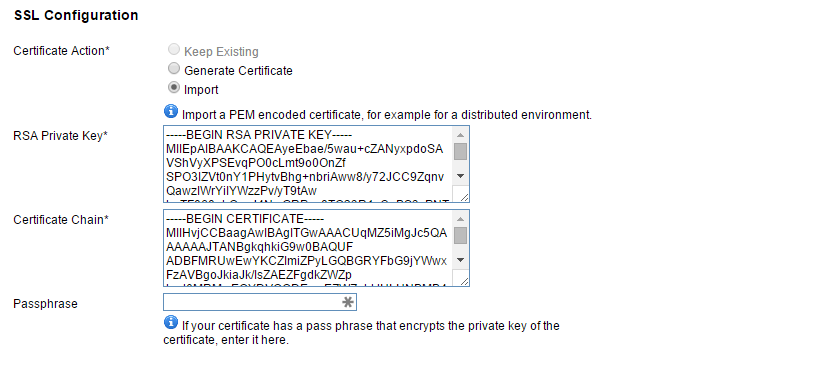 SSL Configuration
Certificate Action*
Keep Existing
Generate Certificate
Import
Import a PEM encoded certificate, for example for a distributed environment.
RSA Private Key*
-----BEGIN RSA PRIVATE KEY-----
MIIEpAIBAAKCAQEAyeEbae/5wau+cZANyxpdoSA
VShVyXPSEvqPO0cLmt9o0OnZf
SPO3IZVt0nY1PHytvBhg+nbriAww8/y72JCC9Zqnv
QawzIWrYiIYWzzPv/yT9tAw
Certificate Chain*
-----BEGIN CERTIFICATE-----
MIIHvjCCBaagAwIBAgITGwAAACUqMZ5iMgJc5QA
AAAAAJTANBgkqhkiG9w0BAQUF
ADBFMRUwEwYKCZImiZPyLGQBGRYFbG9jYWwx
FzAVBgoJkiaJk/IsZAEZFgdkZWZp
Passphrase
If your certificate has a pass phrase that encrypts the private key of the
certificate, enter it here.